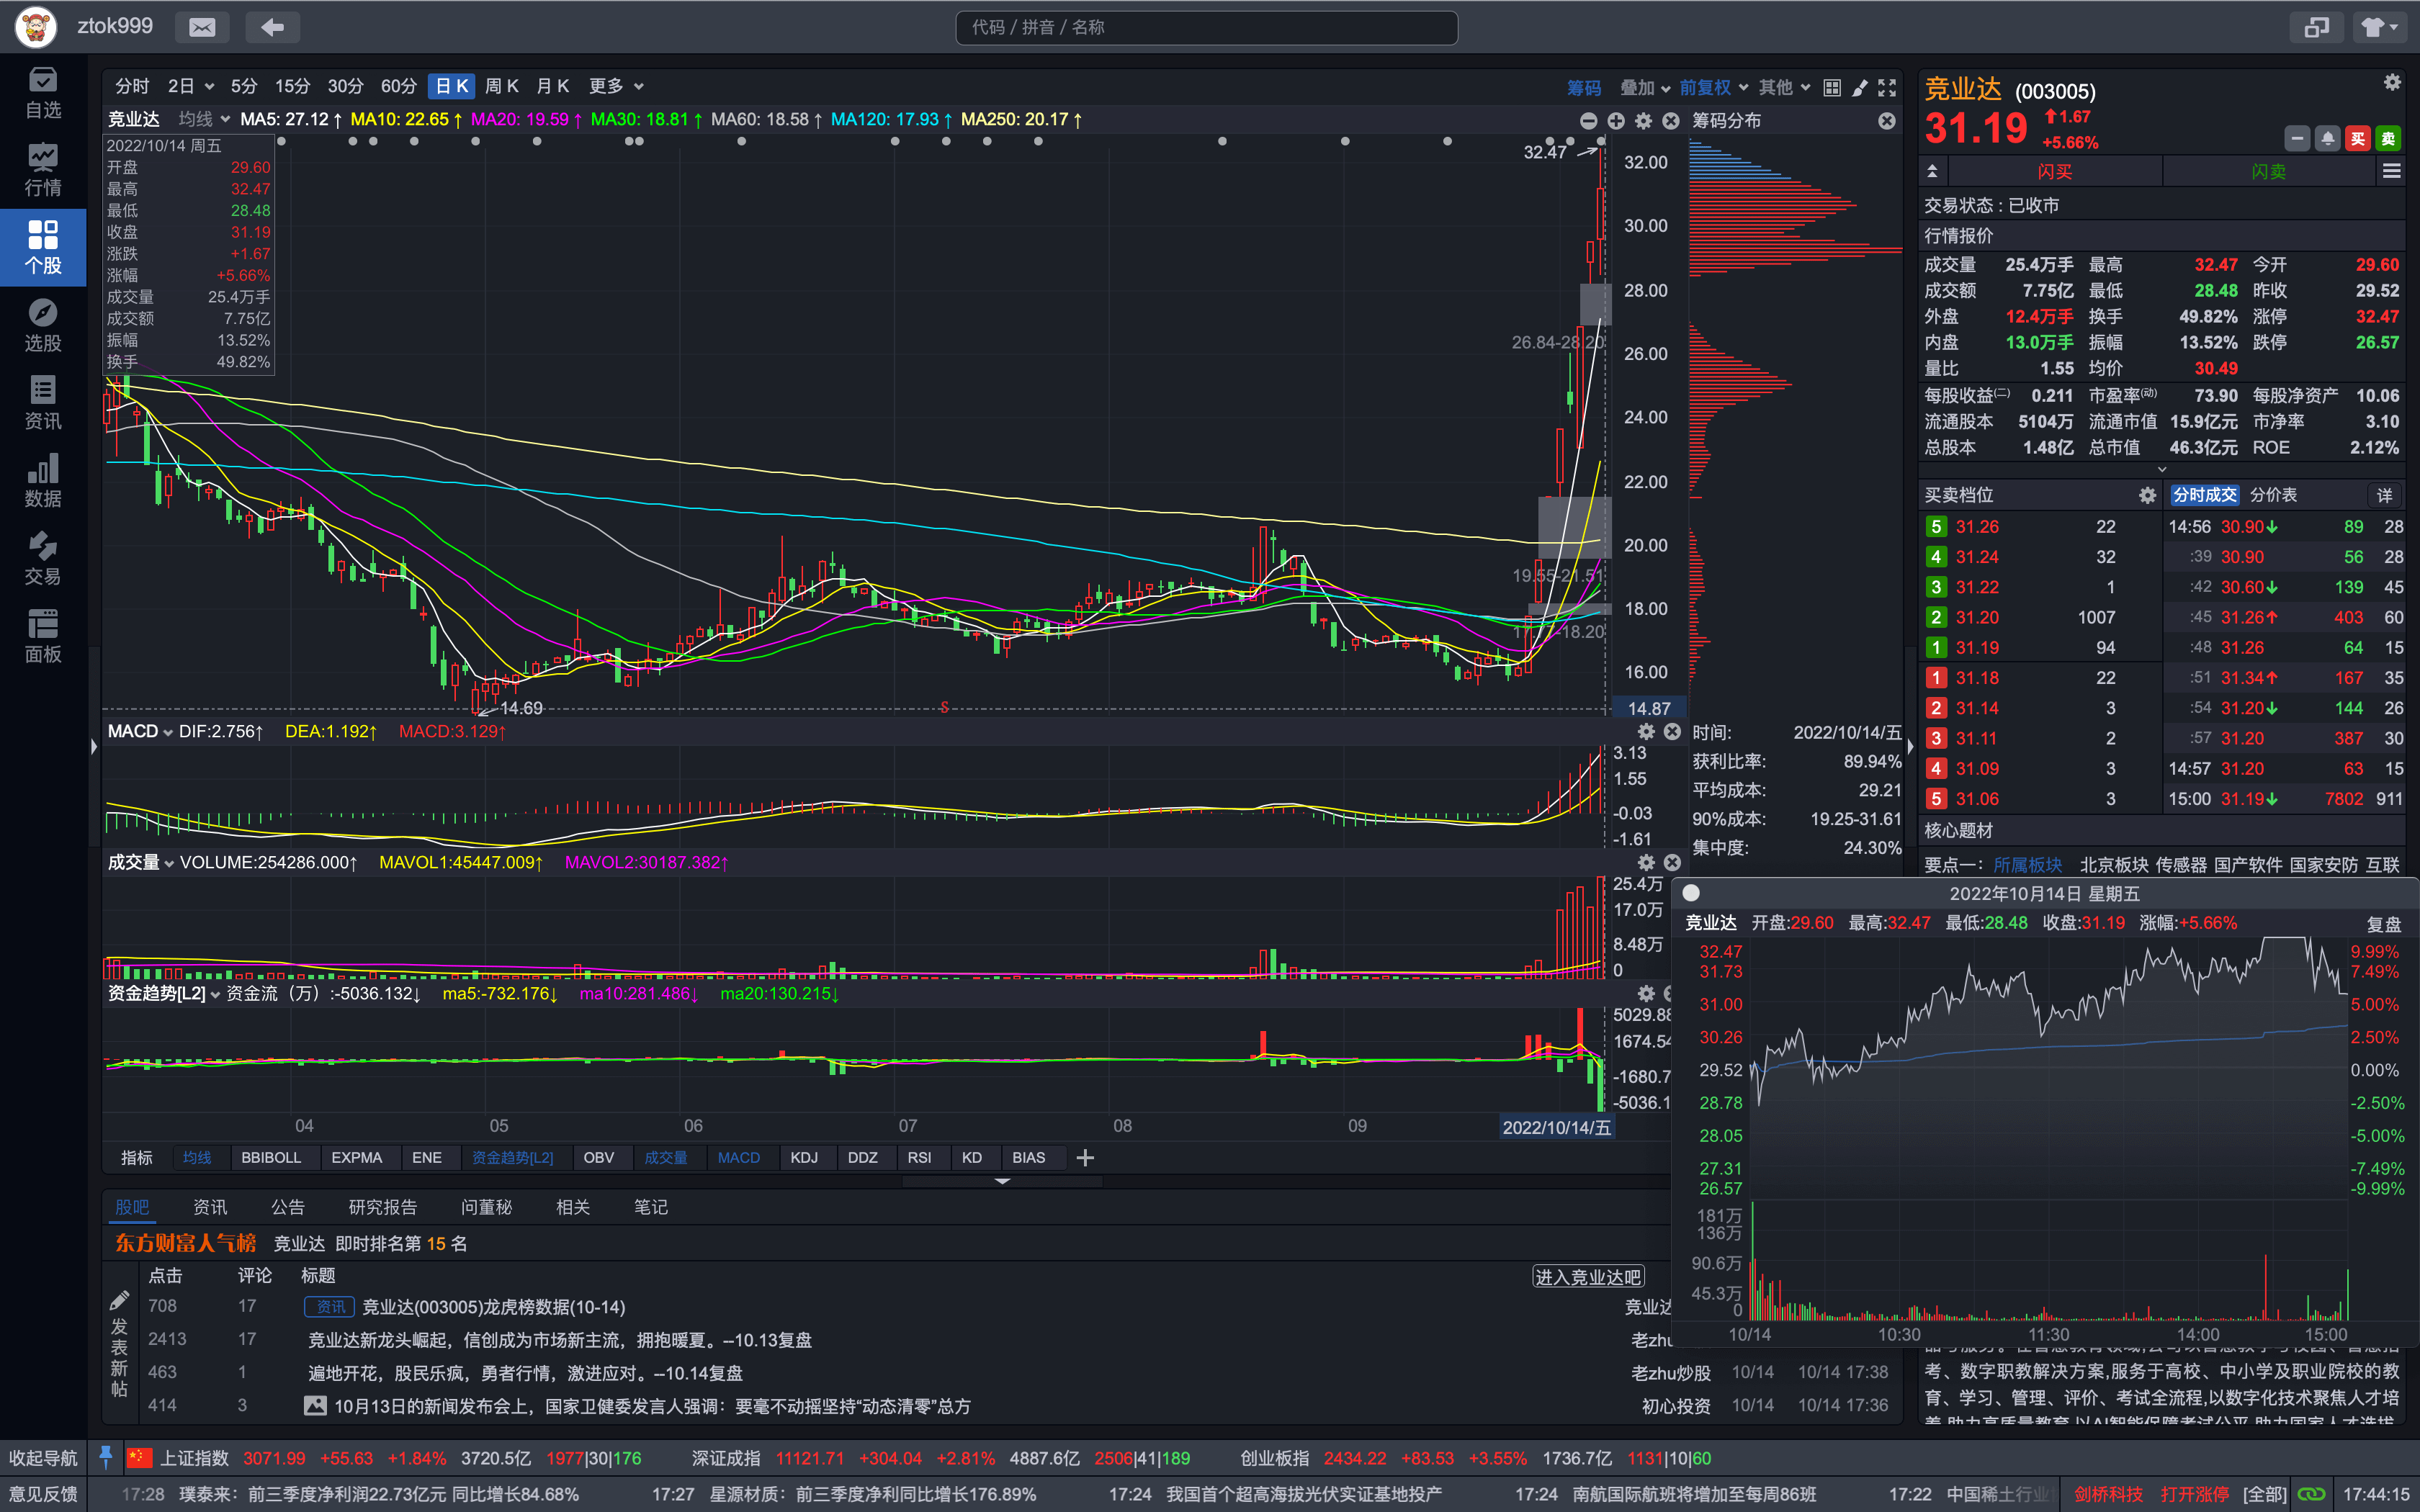 ztok999
代码 / 拼音 / 名称
自选
行情
个股
选股
资讯
数据
交易
面板
分时 2日 5分 15分 30分 60分 日K 周K 月K 更多
筹码 叠加 前复权 其他
竞业达 均线 MA5: 27.12↑ MA10: 22.65↑ MA20: 19.59↑ MA30: 18.81↑ MA60: 18.58↑ MA120: 17.93↑ MA250: 20.17↑
筹码分布
2022/10/14 周五
开盘 29.60
最高 32.47
最低 28.48
收盘 31.19
涨跌 +1.67
涨幅 +5.66%
成交量 25.4万手
成交额 7.75亿
振幅 13.52%
换手 49.82%
32.47
32.00
30.00
28.00
26.84-28.20
26.00
24.00
22.00
20.00
19.55-21.51
18.00
-18.20
16.00
14.69
S
14.87
MACD DIF:2.756↑ DEA:1.192↑ MACD:3.129↑
3.13
1.55
-0.03
-1.61
成交量 VOLUME:254286.000↑ MAVOL1:45447.009↑ MAVOL2:30187.382↑
25.4万
17.0万
8.48万
0
资金趋势[L2] 资金流（万）:-5036.132↓ ma5:-732.176↓ ma10:281.486↓ ma20:130.215↓
5029.88
1674.54
-1680.7
-5036.1
04 05 06 07 08 09 2022/10/14/五
指标 均线 BBIBOLL EXPMA ENE 资金趋势[L2] OBV 成交量 MACD KDJ DDZ RSI KD BIAS
时间: 2022/10/14/五
获利比率: 89.94%
平均成本: 29.21
90%成本: 19.25-31.61
集中度: 24.30%
竞业达 (003005)
31.19 ↑1.67
+5.66%
买 卖
闪买 闪卖
交易状态：已收市
行情报价
成交量 25.4万手 最高 32.47 今开 29.60
成交额 7.75亿 最低 28.48 昨收 29.52
外盘 12.4万手 换手 49.82% 涨停 32.47
内盘 13.0万手 振幅 13.52% 跌停 26.57
量比 1.55 均价 30.49
每股收益(二) 0.211 市盈率(动) 73.90 每股净资产 10.06
流通股本 5104万 流通市值 15.9亿元 市净率 3.10
总股本 1.48亿 总市值 46.3亿元 ROE 2.12%
买卖档位
5 31.26 22
4 31.24 32
3 31.22 1
2 31.20 1007
1 31.19 94
1 31.18 22
2 31.14 3
3 31.11 2
4 31.09 3
5 31.06 3
分时成交 分价表 详
14:56 30.90↓ 89 28
:39 30.90 56 28
:42 30.60↓ 139 45
:45 31.26↑ 403 60
:48 31.26 64 15
:51 31.34↑ 167 35
:54 31.20↓ 144 26
:57 31.20 387 30
14:57 31.20 63 15
15:00 31.19↓ 7802 911
核心题材
要点一： 所属板块 北京板块 传感器 国产软件 国家安防 互联
2022年10月14日 星期五
竞业达 开盘:29.60 最高:32.47 最低:28.48 收盘:31.19 涨幅:+5.66% 复盘
32.47 9.99%
31.73 7.49%
31.00 5.00%
30.26 2.50%
29.52 0.00%
28.78 -2.50%
28.05 -5.00%
27.31 -7.49%
26.57 -9.99%
181万
136万
90.6万
45.3万
0
10/14 10:30 11:30 14:00 15:00
考、数字职教解决方案,服务于高校、中小学及职业院校的教
育、学习、管理、评价、考试全流程,以数字化技术聚焦人才培
养,助力高质量教育,以AI智能保障考试公平,助力国家人才选拔,
股吧 资讯 公告 研究报告 问董秘 相关 笔记
东方财富人气榜 竞业达 即时排名第 15 名
点击 评论 标题 进入竞业达吧
发表新帖
708 17 资讯 竞业达(003005)龙虎榜数据(10-14) 竞业达
2413 17 竞业达新龙头崛起，信创成为市场新主流，拥抱暖夏。--10.13复盘 老zhu
463 1 遍地开花，股民乐疯，勇者行情，激进应对。--10.14复盘 老zhu炒股 10/14 10/14 17:38
414 3 10月13日的新闻发布会上，国家卫健委发言人强调：要毫不动摇坚持“动态清零”总方 初心投资 10/14 10/14 17:36
收起导航 上证指数 3071.99 +55.63 +1.84% 3720.5亿 1977|30|176 深证成指 11121.71 +304.04 +2.81% 4887.6亿 2506|41|189 创业板指 2434.22 +83.53 +3.55% 1736.7亿 1131|10|60
意见反馈 17:28 璞泰来：前三季度净利润22.73亿元 同比增长84.68% 17:27 星源材质：前三季度净利同比增长176.89% 17:24 我国首个超高海拔光伏实证基地投产 17:24 南航国际航班将增加至每周86班 17:22 中国稀土行业 剑桥科技 打开涨停 [全部] 17:44:15